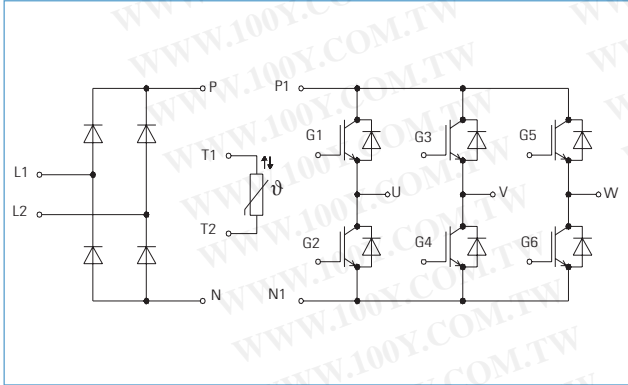 WWW.100Y.COM.TW
P P1
G1 G3 G5
T1
L1
ϑ
U V W
L2
T2
G2 G4 G6
N N1